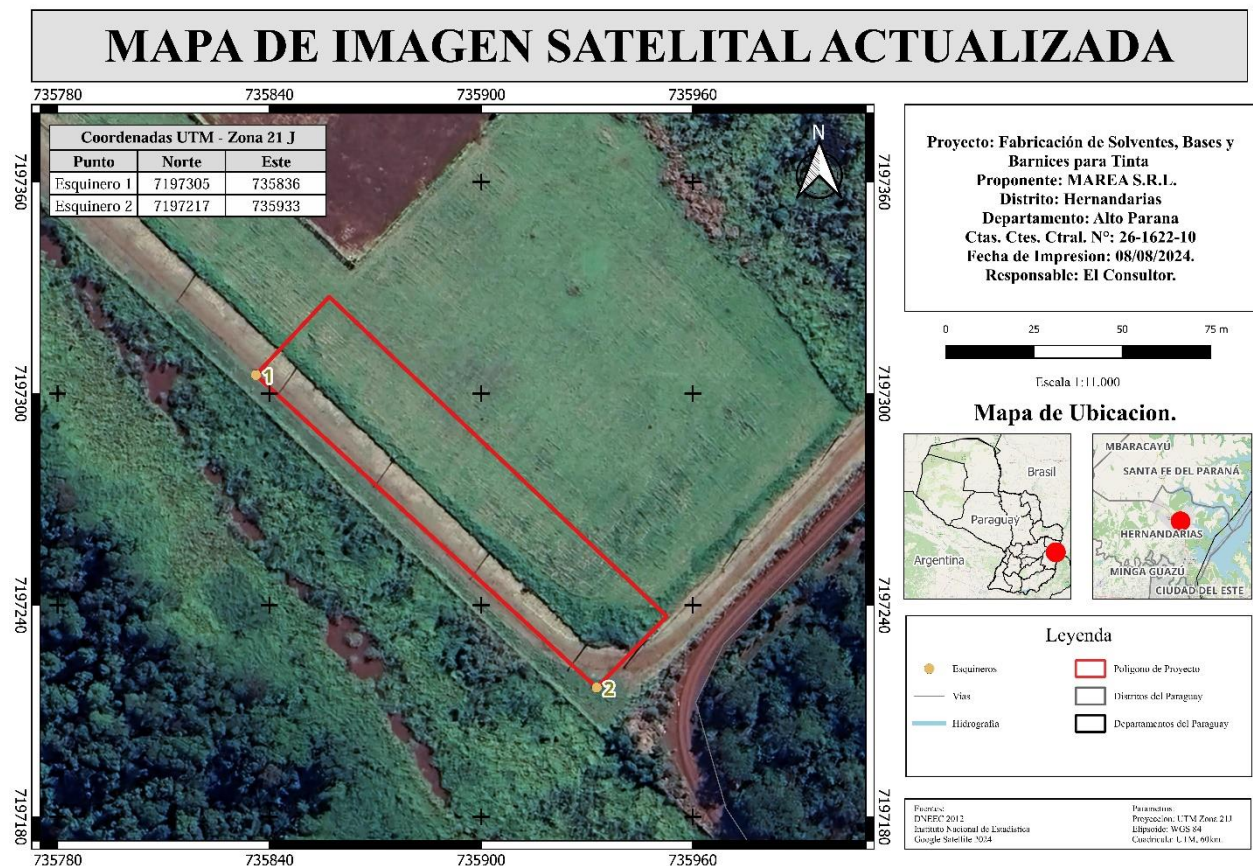 MAPA DE IMAGEN SATELITAL ACTUALIZADA
735780 735840 735900 735960
Coordenadas UTM - Zona 21 J
Punto Norte Este
Esquinero 1 7197305 735836
Esquinero 2 7197217 735933
N
7197360 7197360
7197300 7197300
7197240 7197240
7197180 7197180
1
2
735780 735840 735900 735960
Proyecto: Fabricación de Solventes, Bases y
Barnices para Tinta
Proponente: MAREA S.R.L.
Distrito: Hernandarias
Departamento: Alto Parana
Ctas. Ctes. Ctral. N°: 26-1622-10
Fecha de Impresion: 08/08/2024.
Responsable: El Consultor.
0 25 50 75 m
Escala 1:11.000
Mapa de Ubicacion.
Brasil
Paraguay
Argentina
MBARACAYÚ
SANTA FE DEL PARANÁ
HERNANDARIAS
MINGA GUAZÚ
CIUDAD DEL ESTE
Leyenda
Esquineros
Vias
Hidrografia
Poligono de Proyecto
Distritos del Paraguay
Departamentos del Paraguay
Fuentes:
DNEEC 2012
Instituto Nacional de Estadistica
Google Satellite 2024
Parametros:
Proyeccion: UTM Zona 21J
Elipsoide: WGS 84
Cuadricula: UTM, 60km